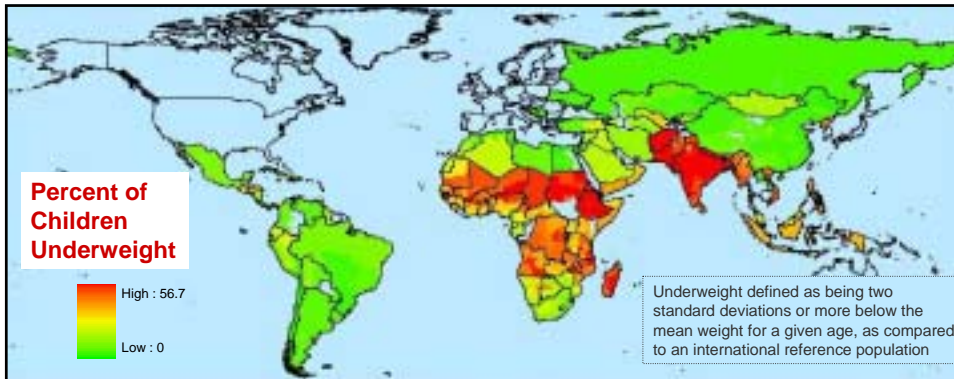 Percent of
Children
Underweight
High : 56.7
Low : 0
Underweight defined as being two
standard deviations or more below the
mean weight for a given age, as compared
to an international reference population